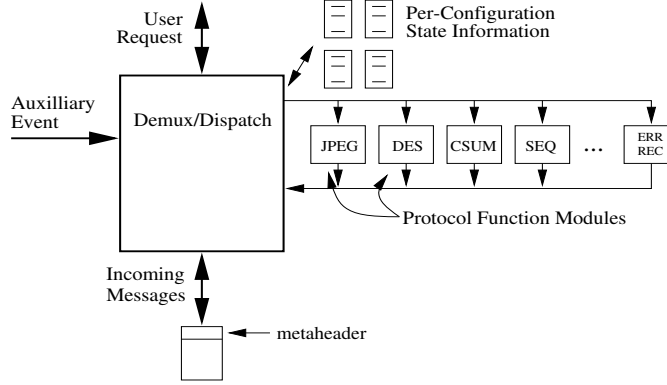 User
Request
Per-Configuration
State Information
Auxilliary
Event
Demux/Dispatch
JPEG
DES
CSUM
SEQ
...
ERR
REC
Protocol Function Modules
Incoming
Messages
metaheader